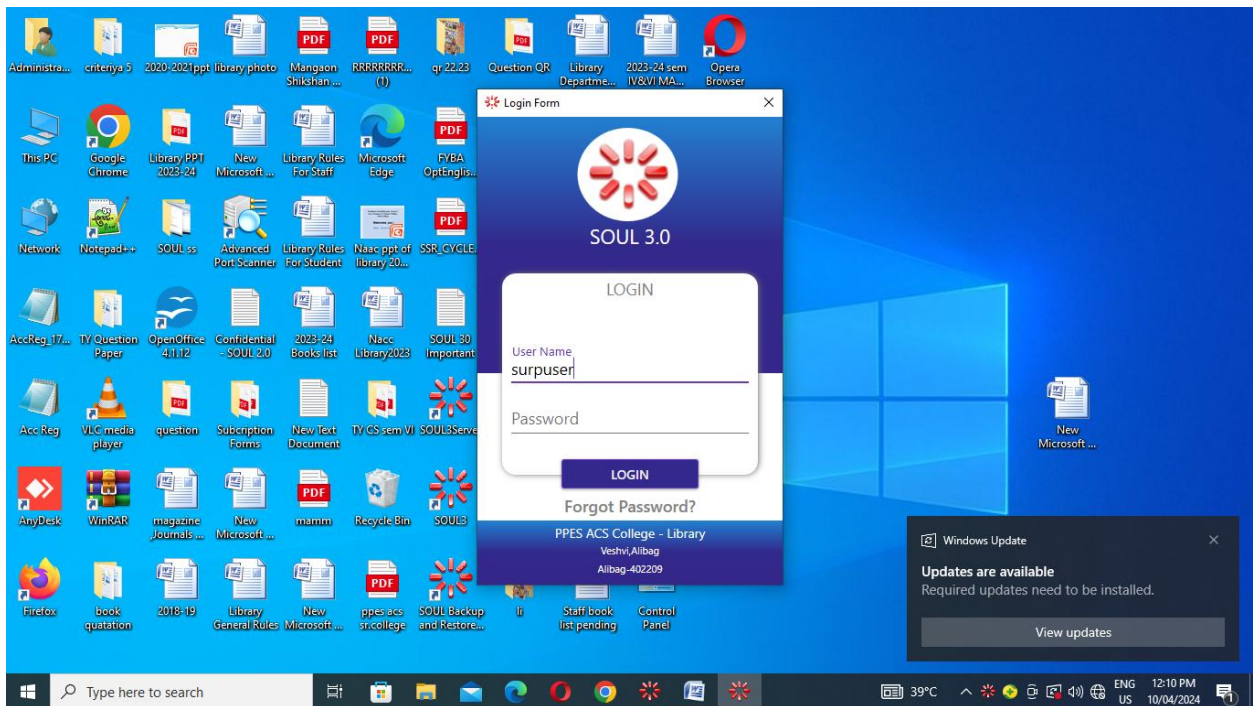 Administra...
criteriya 5
2020-2021ppt
library photo
Mangaon
Shikshan ...
RRRRRRRR...
(1)
qr 22.23
Question QR
Library
Departme...
2023-24 sem
IV&VI MA...
Opera
Browser
This PC
Google
Chrome
Library PPT
2023-24
New
Microsoft ...
Library Rules
For Staff
Microsoft
Edge
FYBA
OptEnglis...
Network
Notepad++
SOUL ss
Advanced
Port Scanner
Library Rules
For Student
Naac ppt of
library 20...
SSR_CYCLE
AccReg_17...
TY Question
Paper
OpenOffice
4.1.12
Confidential
- SOUL 2.0
2023-24
Books list
Nacc
Library2023
SOUL 30
Important
Acc Reg
VLC media
player
question
Subcription
Forms
New Text
Document
TY CS sem VI
SOUL3Serve
AnyDesk
WinRAR
magazine
Journals ...
New
Microsoft ...
mamm
Recycle Bin
SOUL3
Firefox
book
quatation
2018-19
Library
General Rules
New
Microsoft ...
ppes acs
sr.college
SOUL Backup
and Restore...
li
Staff book
list pending
Control
Panel
Login Form
SOUL 3.0
LOGIN
User Name
surpuser
Password
LOGIN
Forgot Password?
PPES ACS College - Library
Veshvi,Alibag
Alibag-402209
New
Microsoft ...
Windows Update
Updates are available
Required updates need to be installed.
View updates
Type here to search
39°C
ENG
US
12:10 PM
10/04/2024
1